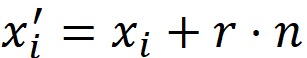 x′ᵢ = xᵢ + r · n